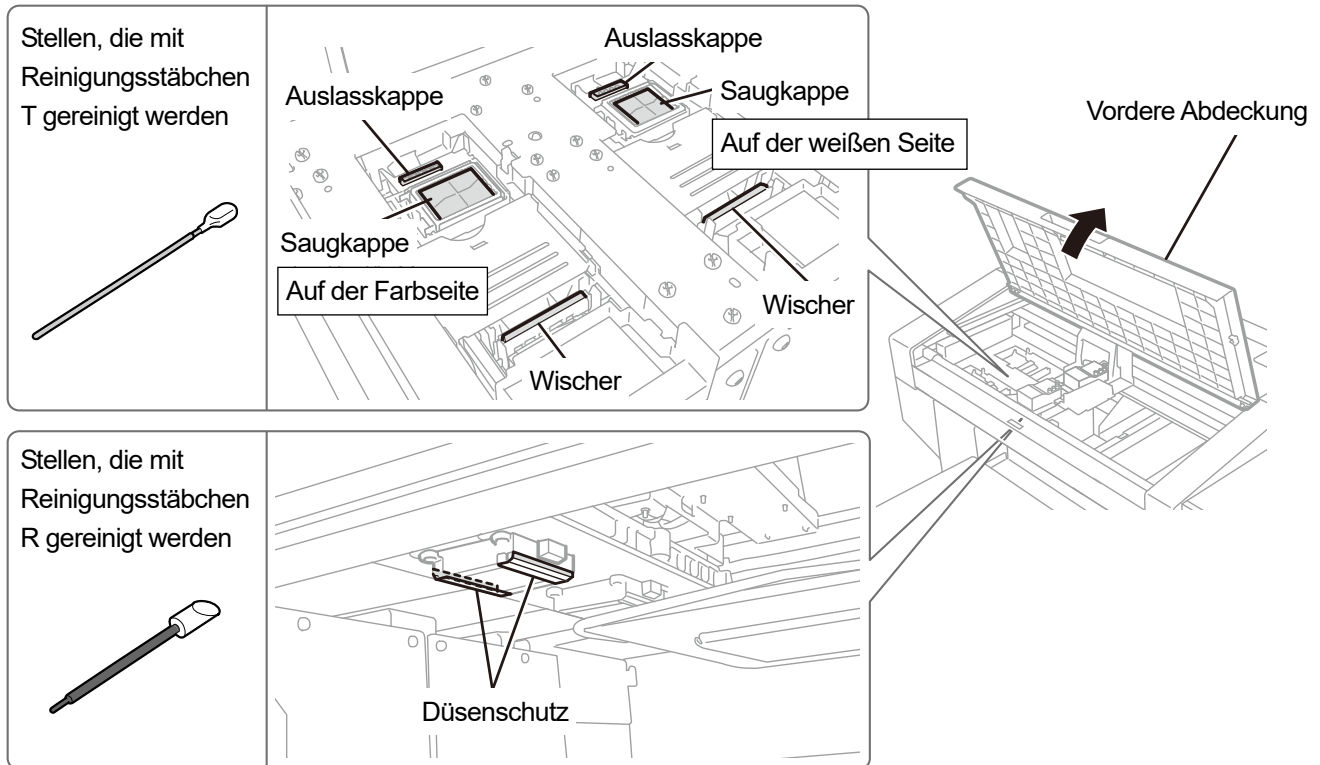 Stellen, die mit
Reinigungsstäbchen
T gereinigt werden
Auslasskappe
Auslasskappe
Saugkappe
Auf der weißen Seite
Saugkappe
Auf der Farbseite
Wischer
Wischer
Vordere Abdeckung
Stellen, die mit
Reinigungsstäbchen
R gereinigt werden
Düsenschutz